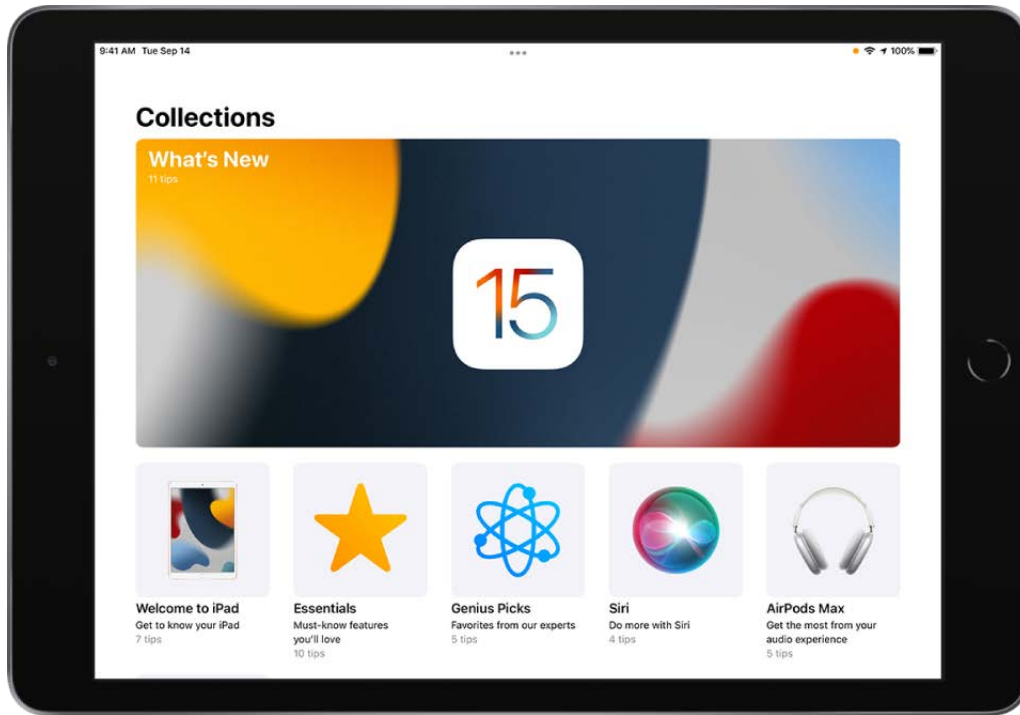 9:41 AM Tue Sep 14
100%
Collections
What's New
11 tips
15
Welcome to iPad
Get to know your iPad
7 tips
Essentials
Must-know features
you'll love
10 tips
Genius Picks
Favorites from our experts
5 tips
Siri
Do more with Siri
4 tips
AirPods Max
Get the most from your
audio experience
5 tips